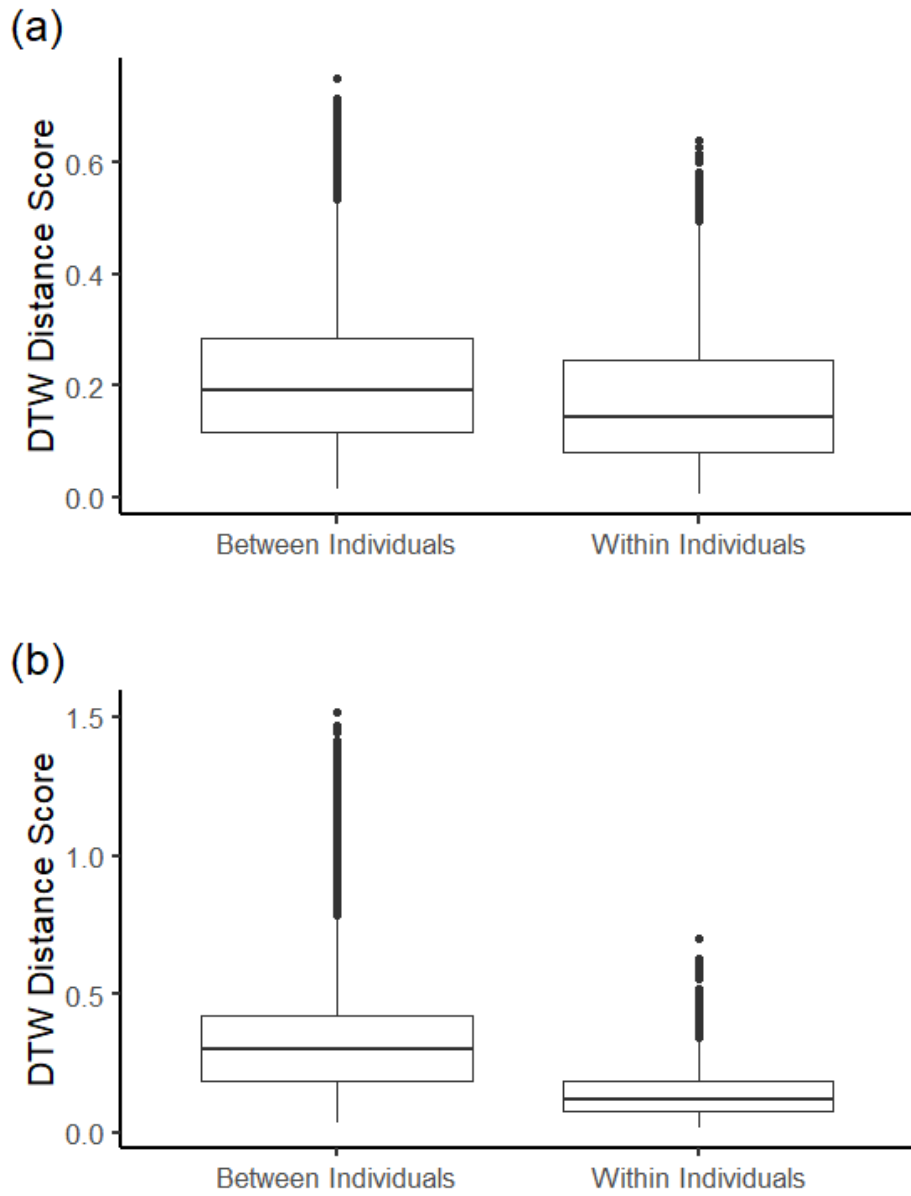 (a)
DTW Distance Score
0.6
0.4
0.2
0.0
Between Individuals
Within Individuals
(b)
DTW Distance Score
1.5
1.0
0.5
0.0
Between Individuals
Within Individuals